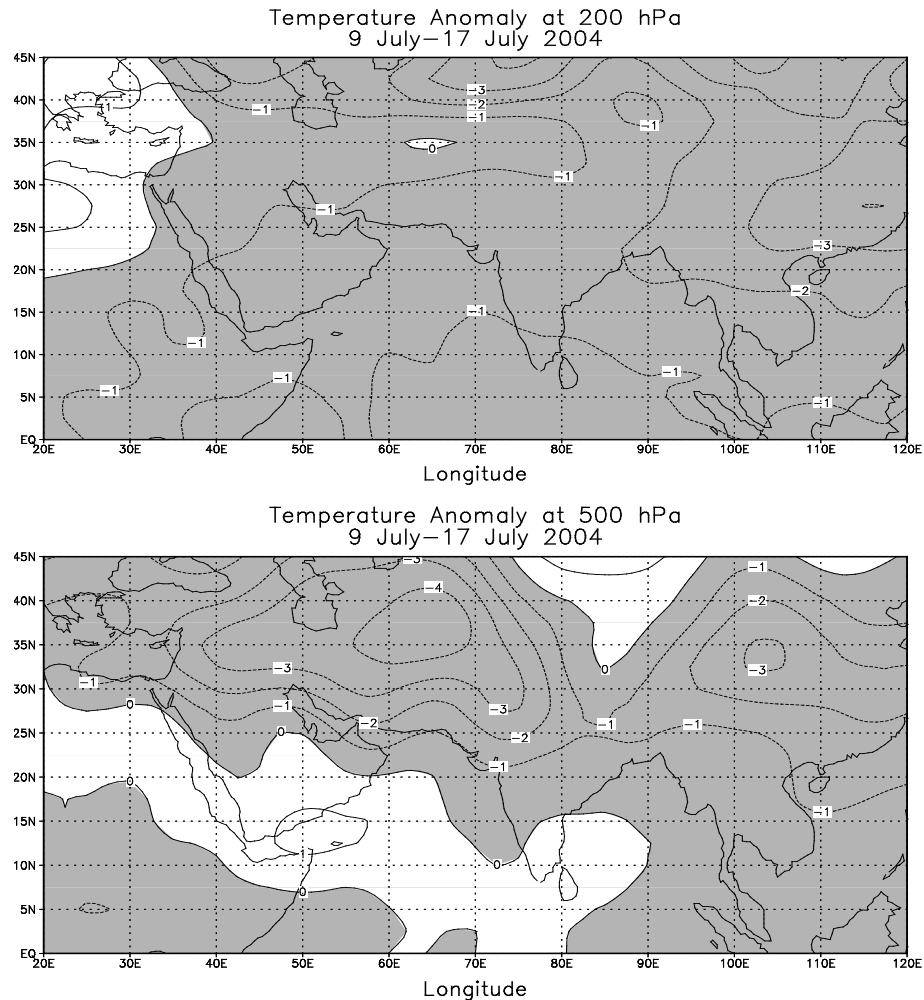 Temperature Anomaly at 200 hPa
9 July−17 July 2004
45N
−3
40N
−2
1
−1
−1
−1
35N
0
−1
30N
−1
25N
−3
20N
−2
15N
−1
−1
10N
−1
−1
5N
−1
−1
EQ
20E 30E 40E 50E 60E 70E 80E 90E 100E 110E 120E
Longitude
Temperature Anomaly at 500 hPa
9 July−17 July 2004
45N
−3
−1
−4
40N
−2
35N
−3
0
−3
−1
30N
0
−1
−3
−2
−1
−1
25N
0
−2
−1
20N
0
15N
−1
1
10N
0
0
5N
EQ
20E 30E 40E 50E 60E 70E 80E 90E 100E 110E 120E
Longitude